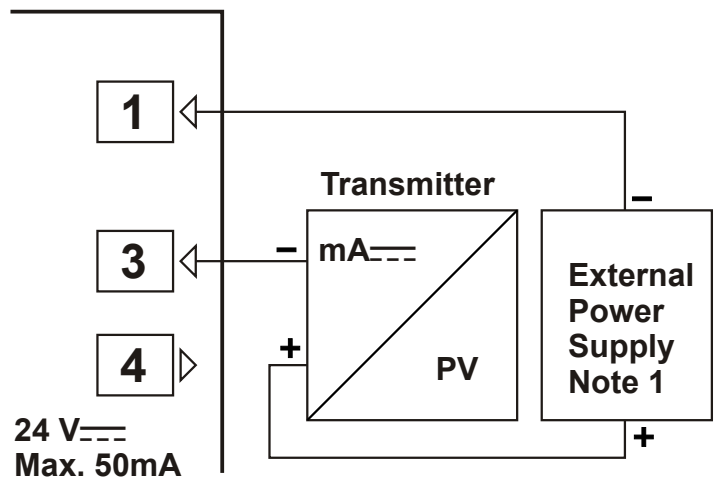 1
Transmitter
−
3
−
mA
External
Power
Supply
Note 1
4
+
PV
24 V
Max. 50mA
+